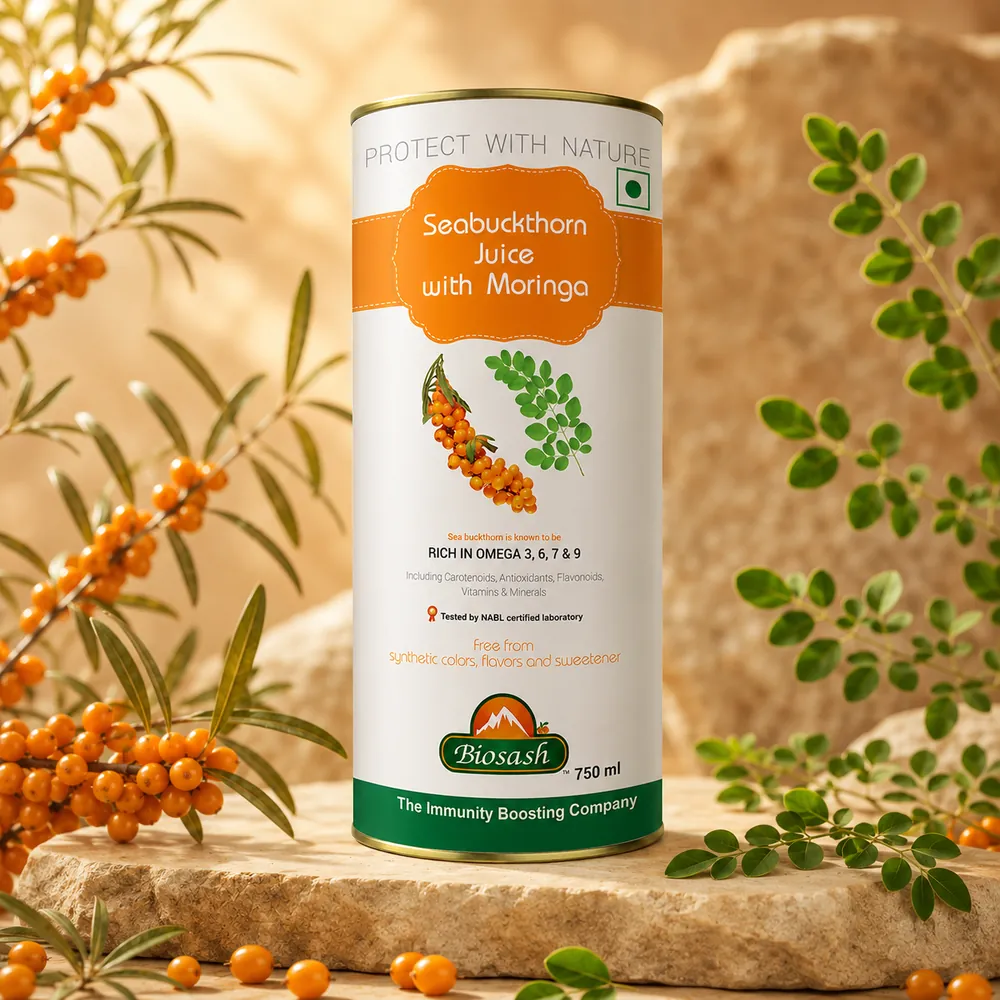 PROTECT WITH NATURE
Seabuckthorn
Juice
with Moringa
Sea buckthorn is known to be
RICH IN OMEGA 3, 6, 7 & 9
Including Carotenoids, Antioxidants, Flavonoids,
Vitamins & Minerals
Tested by NABL certified laboratory
Free from
synthetic colors, flavors and sweetener
Biosash
TM
750 ml
The Immunity Boosting Company